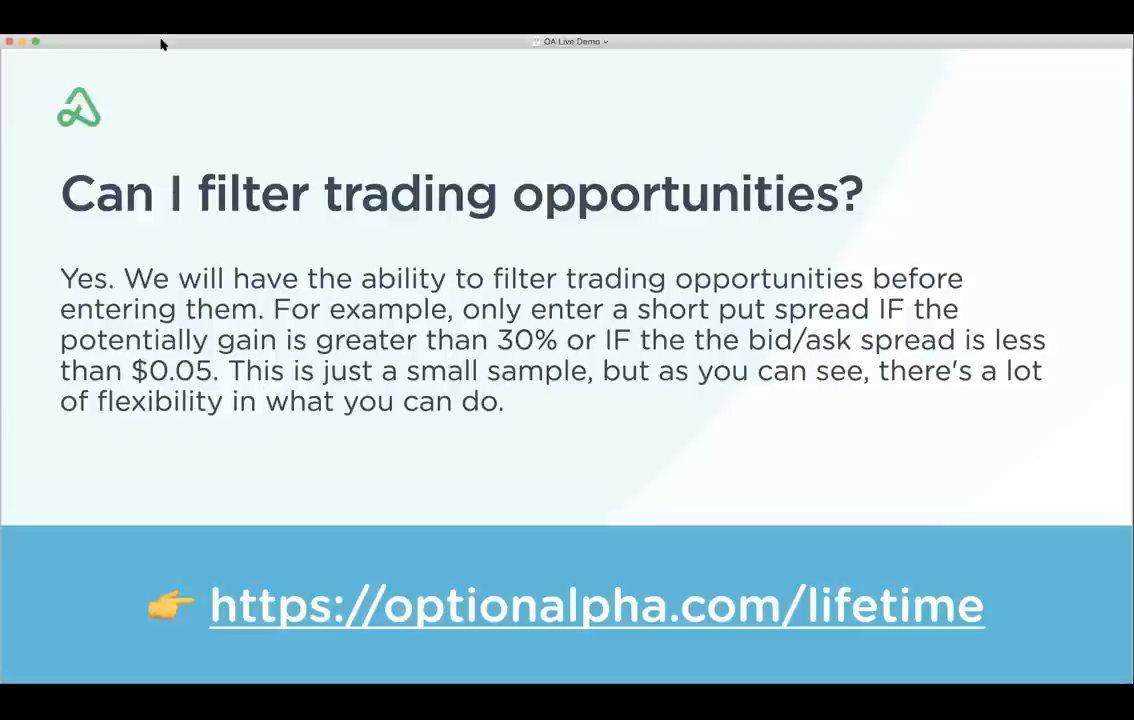 OA Live Demo
Can I filter trading opportunities?
Yes. We will have the ability to filter trading opportunities before
entering them. For example, only enter a short put spread IF the
potentially gain is greater than 30% or IF the the bid/ask spread is less
than $0.05. This is just a small sample, but as you can see, there's a lot
of flexibility in what you can do.
https://optionalpha.com/lifetime